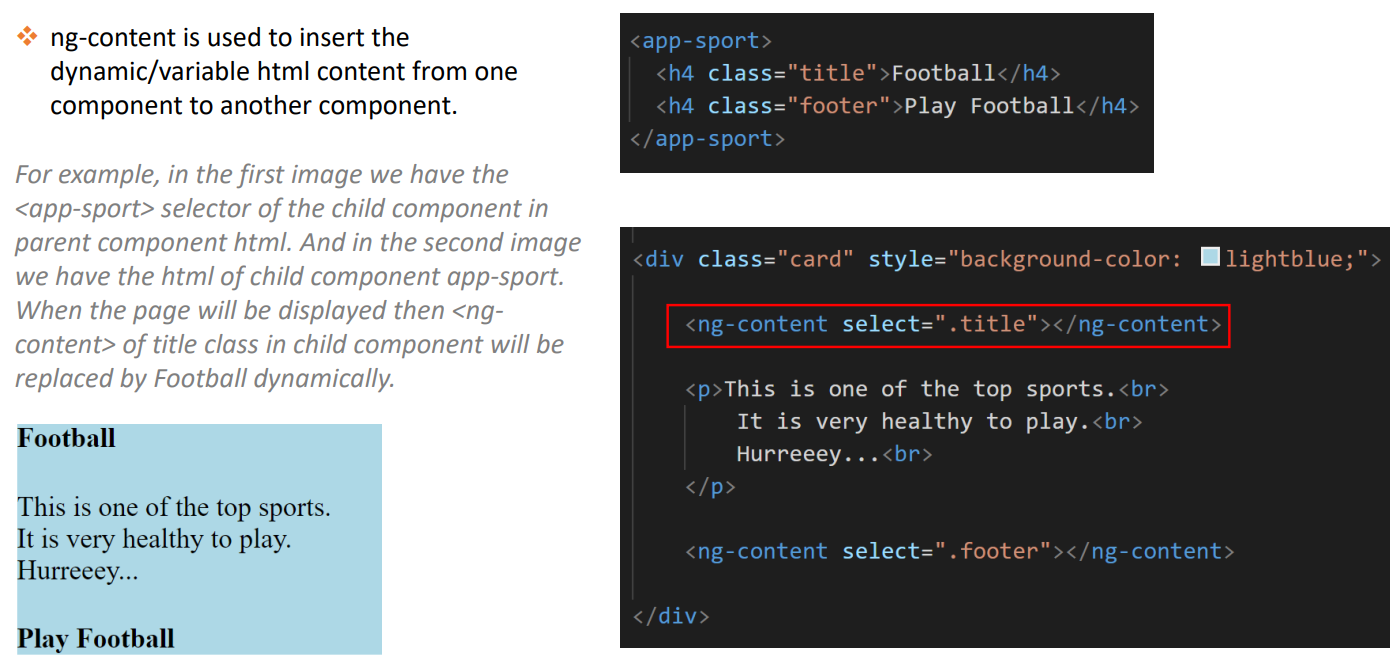 ❖ ng-content is used to insert the
dynamic/variable html content from one
component to another component.
For example, in the first image we have the
<app-sport> selector of the child component in
parent component html. And in the second image
we have the html of child component app-sport.
When the page will be displayed then <ng-
content> of title class in child component will be
replaced by Football dynamically.
Football
This is one of the top sports.
It is very healthy to play.
Hurreeey...
Play Football
<app-sport>
<h4 class="title">Football</h4>
<h4 class="footer">Play Football</h4>
</app-sport>
<div class="card" style="background-color: lightblue;">
<ng-content select=".title"></ng-content>
<p>This is one of the top sports.<br>
It is very healthy to play.<br>
Hurreeey...<br>
</p>
<ng-content select=".footer"></ng-content>
</div>